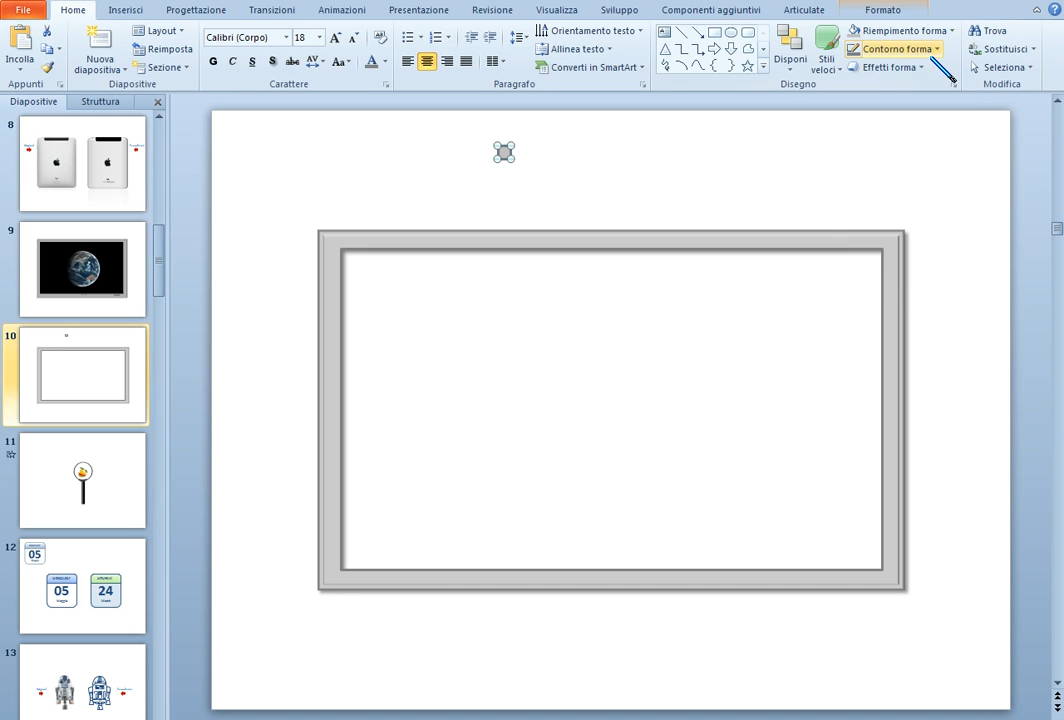 File Home Inserisci Progettazione Transizioni Animazioni Presentazione Revisione Visualizza Sviluppo Componenti aggiuntivi Articulate Formato
Incolla
Nuova diapositiva
Layout
Reimposta
Sezione
Calibri (Corpo) 18
G C S S abc AV Aa A
Orientamento testo
Allinea testo
Converti in SmartArt
Disponi
Stili veloci
Riempimento forma
Contorno forma
Effetti forma
Trova
Sostituisci
Seleziona
Appunti Diapositive Carattere Paragrafo Disegno Modifica
Diapositive Struttura
8
9
10
11
12
05
05
24
13